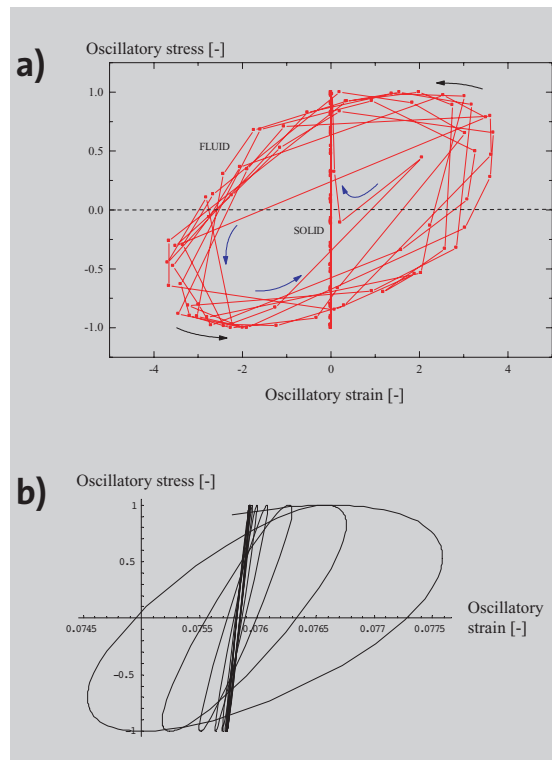 a)
Oscillatory stress [-]
1.0
0.5
0.0
-0.5
-1.0
FLUID
SOLID
-4 -2 0 2 4
Oscillatory strain [-]
b)
Oscillatory stress [-]
1
0.5
-0.5
-1
0.0745 0.0755 0.076 0.0765 0.077 0.0775
Oscillatory
strain [-]